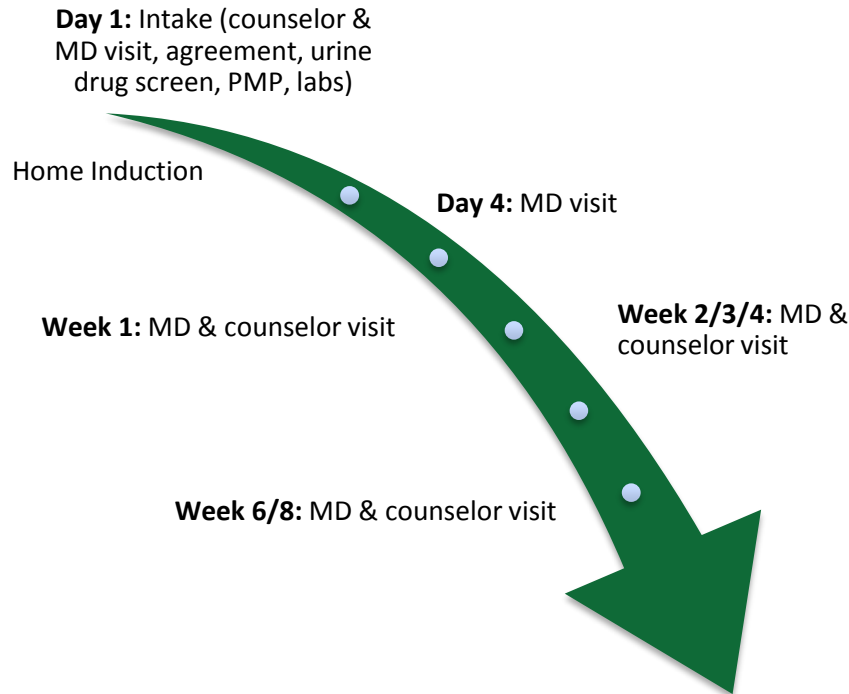 Day 1: Intake (counselor &
MD visit, agreement, urine
drug screen, PMP, labs)
Home Induction
Day 4: MD visit
Week 1: MD & counselor visit
Week 2/3/4: MD &
counselor visit
Week 6/8: MD & counselor visit